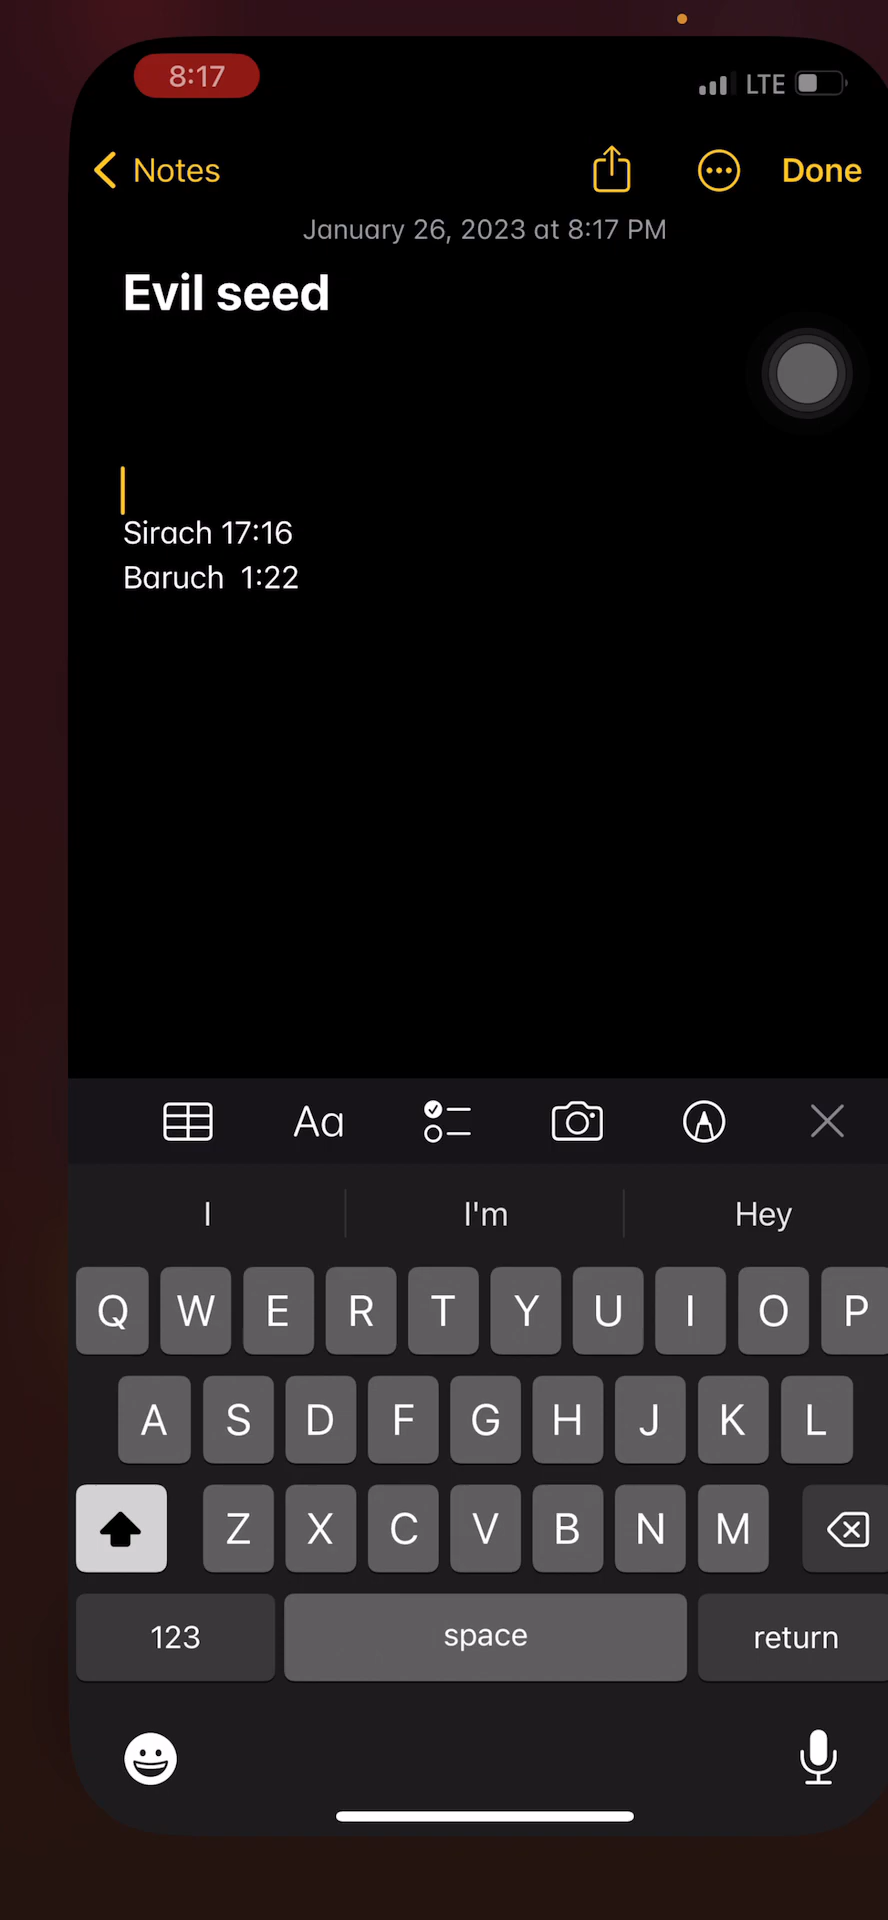 8:17
LTE
Notes
Done
January 26, 2023 at 8:17 PM
Evil seed
Sirach 17:16
Baruch  1:22
Aa
I
I'm
Hey
Q W E R T Y U I O P
A S D F G H J K L
Z X C V B N M
123
space
return